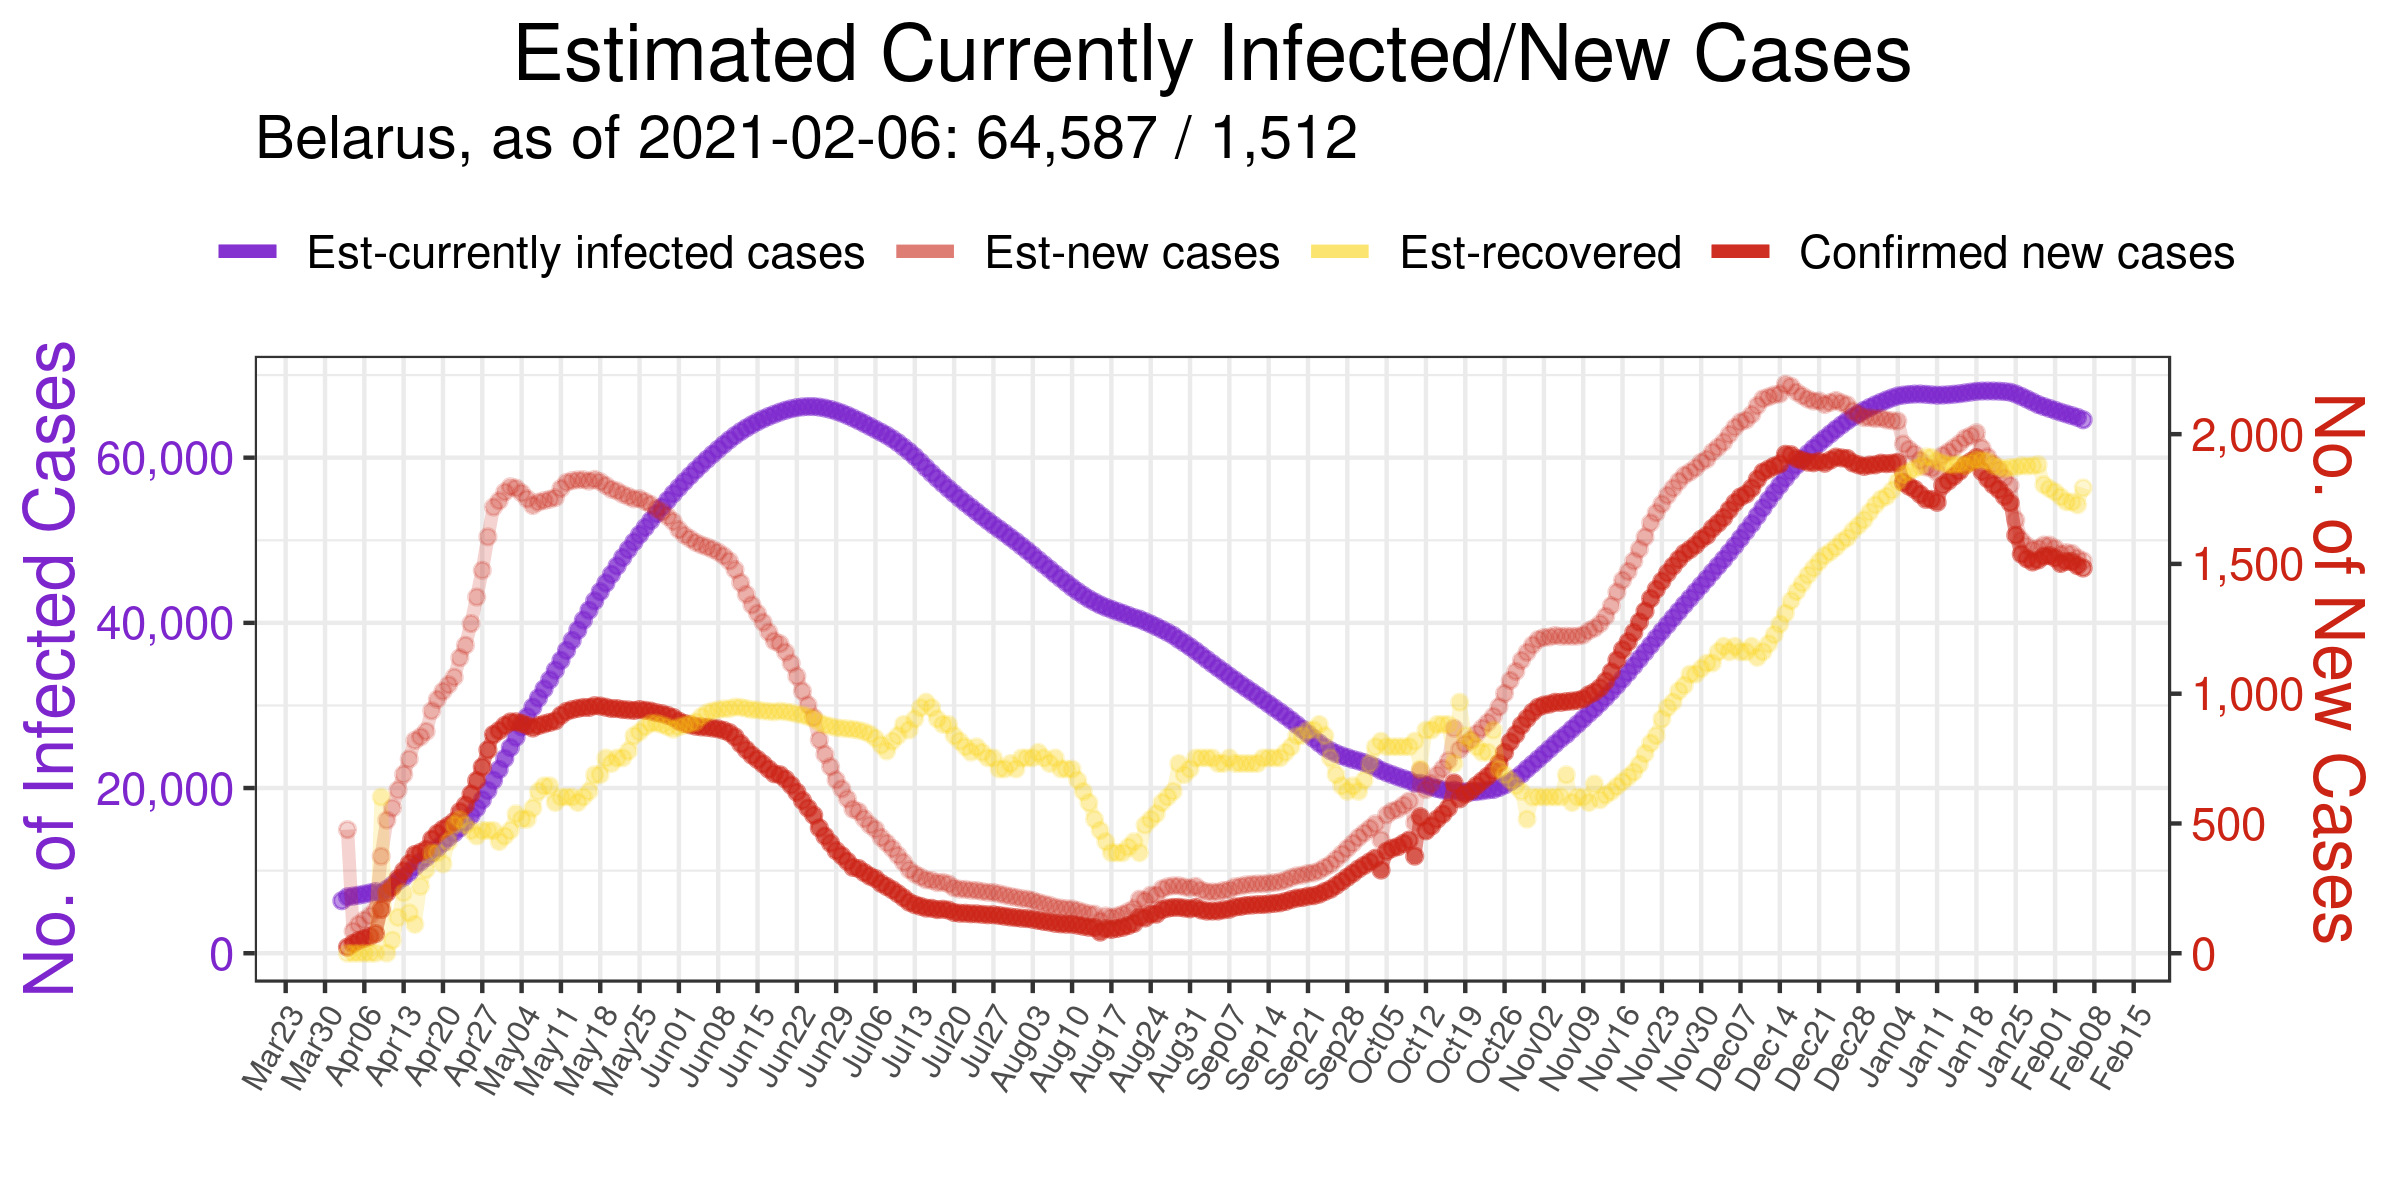 Estimated Currently Infected/New Cases
Belarus, as of 2021-02-06: 64,587 / 1,512
Est-currently infected cases Est-new cases Est-recovered Confirmed new cases
No. of Infected Cases
60,000
40,000
20,000
0
2,000
1,500
1,000
500
0
No. of New Cases
Mar23 Mar30 Apr06 Apr13 Apr20 Apr27 May04 May11 May18 May25 Jun01 Jun08 Jun15 Jun22 Jun29 Jul06 Jul13 Jul20 Jul27 Aug03 Aug10 Aug17 Aug24 Aug31 Sep07 Sep14 Sep21 Sep28 Oct05 Oct12 Oct19 Oct26 Nov02 Nov09 Nov16 Nov23 Nov30 Dec07 Dec14 Dec21 Dec28 Jan04 Jan11 Jan18 Jan25 Feb01 Feb08 Feb15